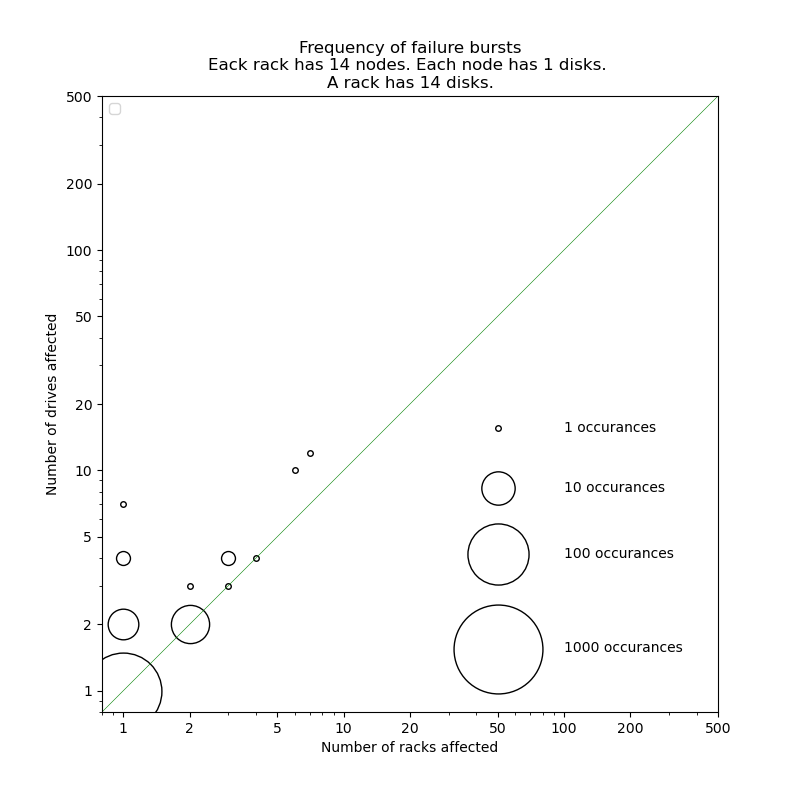 Frequency of failure bursts
Eack rack has 14 nodes. Each node has 1 disks.
A rack has 14 disks.
500
200
100
50
20
10
5
2
1
Number of drives affected
1 occurances
10 occurances
100 occurances
1000 occurances
1 2 5 10 20 50 100 200 500
Number of racks affected